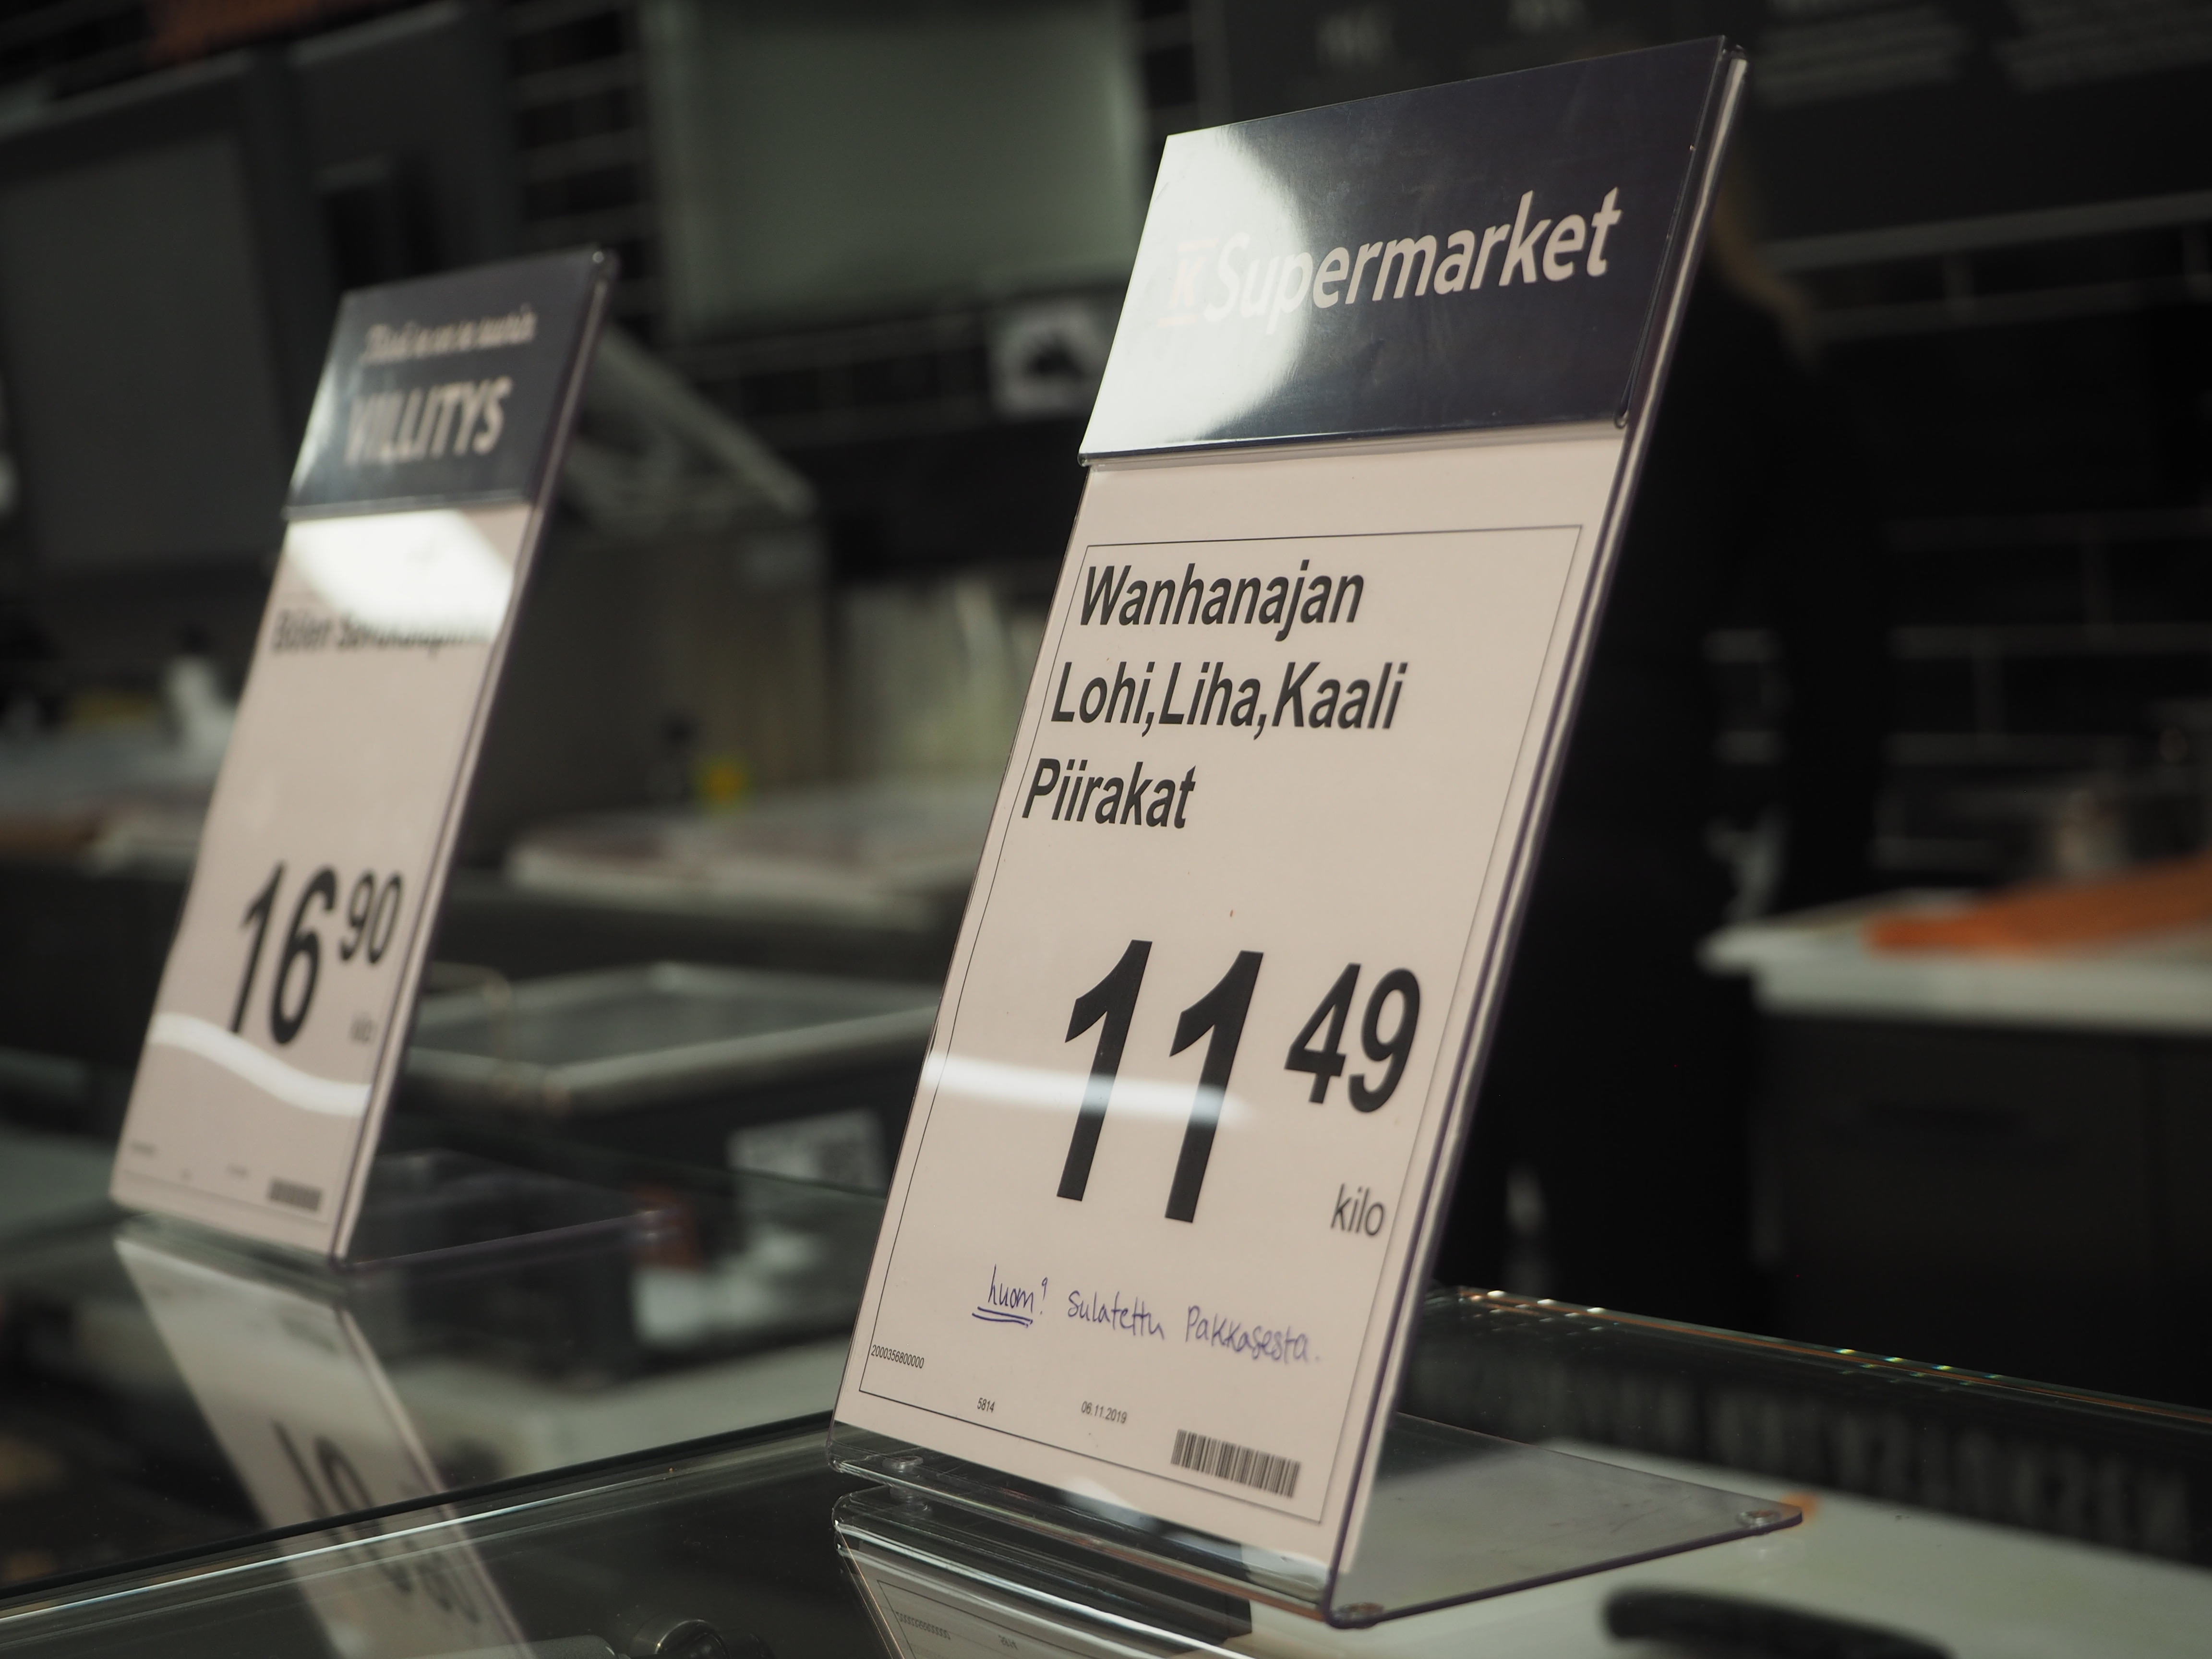 VIILLITYS
16 90
kilo
K Supermarket
Wanhanajan
Lohi,Liha,Kaali
Piirakat
11 49
kilo
huom! Sulatettu Pakkasesta.
2000356800000
5814 06.11.2019